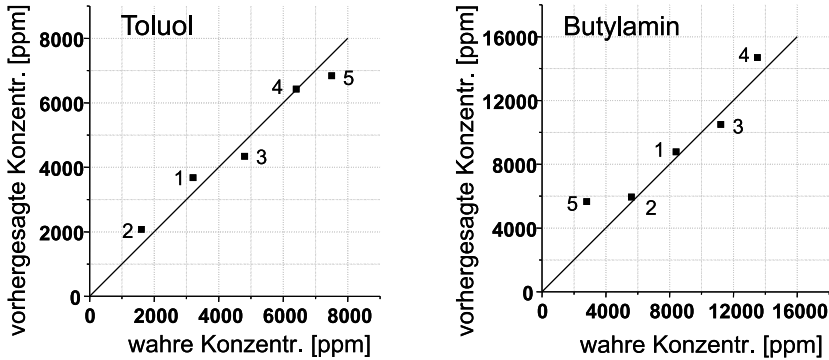 Toluol
vorhergesagte Konzentr. [ppm]
8000
6000
4000
2000
0
1
2
3
4
5
0 2000 4000 6000 8000
wahre Konzentr. [ppm]
Butylamin
vorhergesagte Konzentr. [ppm]
16000
12000
8000
4000
0
4
3
1
5
2
0 4000 8000 12000 16000
wahre Konzentr. [ppm]